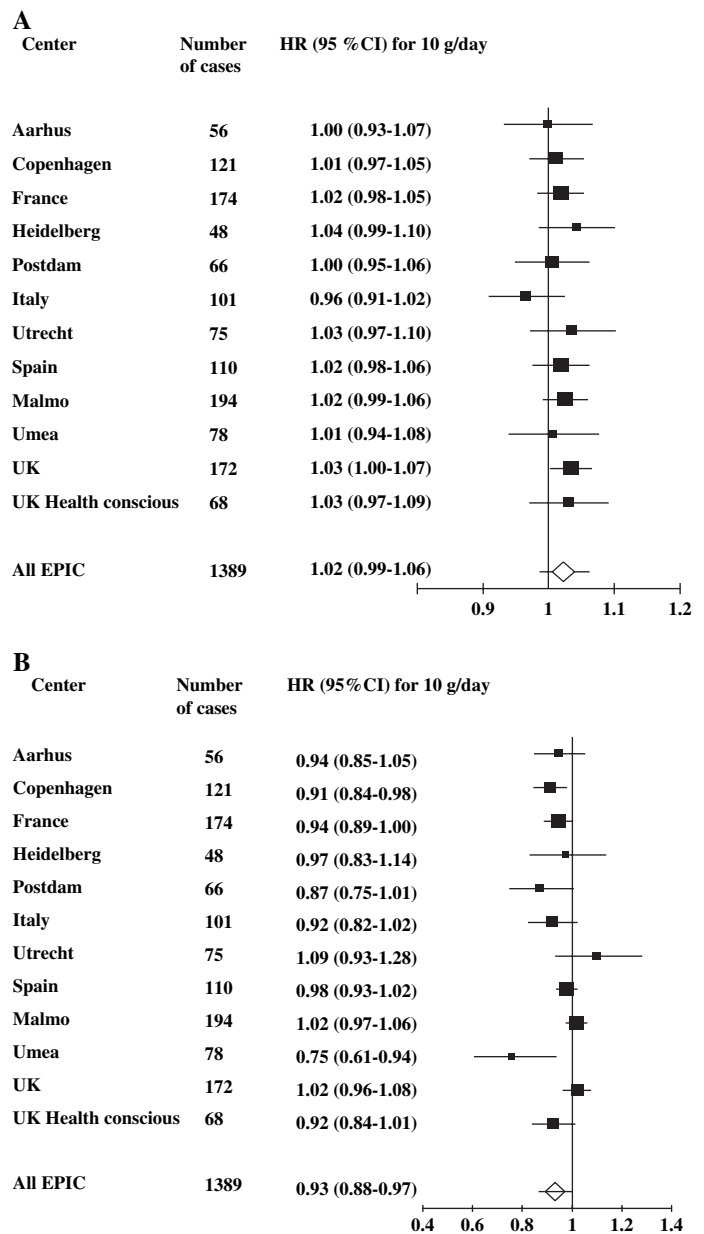 A
Center Number of cases HR (95 %CI) for 10 g/day
Aarhus 56 1.00 (0.93-1.07)
Copenhagen 121 1.01 (0.97-1.05)
France 174 1.02 (0.98-1.05)
Heidelberg 48 1.04 (0.99-1.10)
Postdam 66 1.00 (0.95-1.06)
Italy 101 0.96 (0.91-1.02)
Utrecht 75 1.03 (0.97-1.10)
Spain 110 1.02 (0.98-1.06)
Malmo 194 1.02 (0.99-1.06)
Umea 78 1.01 (0.94-1.08)
UK 172 1.03 (1.00-1.07)
UK Health conscious 68 1.03 (0.97-1.09)
All EPIC 1389 1.02 (0.99-1.06)
0.9 1 1.1 1.2
B
Center Number of cases HR (95%CI) for 10 g/day
Aarhus 56 0.94 (0.85-1.05)
Copenhagen 121 0.91 (0.84-0.98)
France 174 0.94 (0.89-1.00)
Heidelberg 48 0.97 (0.83-1.14)
Postdam 66 0.87 (0.75-1.01)
Italy 101 0.92 (0.82-1.02)
Utrecht 75 1.09 (0.93-1.28)
Spain 110 0.98 (0.93-1.02)
Malmo 194 1.02 (0.97-1.06)
Umea 78 0.75 (0.61-0.94)
UK 172 1.02 (0.96-1.08)
UK Health conscious 68 0.92 (0.84-1.01)
All EPIC 1389 0.93 (0.88-0.97)
0.4 0.6 0.8 1 1.2 1.4